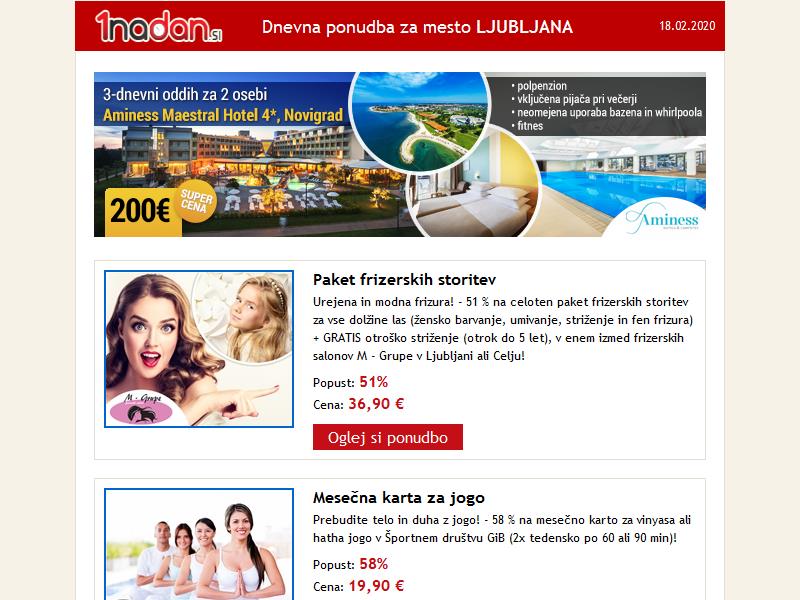 1nadan.si
Dnevna ponudba za mesto LJUBLJANA
18.02.2020
3-dnevni oddih za 2 osebi
Aminess Maestral Hotel 4*, Novigrad
• polpenzion
• vključena pijača pri večerji
• neomejena uporaba bazena in whirlpoola
• fitnes
200€
SUPER
CENA
Aminess
Paket frizerskih storitev
Urejena in modna frizura! - 51 % na celoten paket frizerskih storitev
za vse dolžine las (žensko barvanje, umivanje, striženje in fen frizura)
+ GRATIS otroško striženje (otrok do 5 let), v enem izmed frizerskih
salonov M - Grupe v Ljubljani ali Celju!
Popust: 51%
Cena: 36,90 €
Oglej si ponudbo
M - Grupe
Mesečna karta za jogo
Prebudite telo in duha z jogo! - 58 % na mesečno karto za vinyasa ali
hatha jogo v Športnem društvu GiB (2x tedensko po 60 ali 90 min)!
Popust: 58%
Cena: 19,90 €